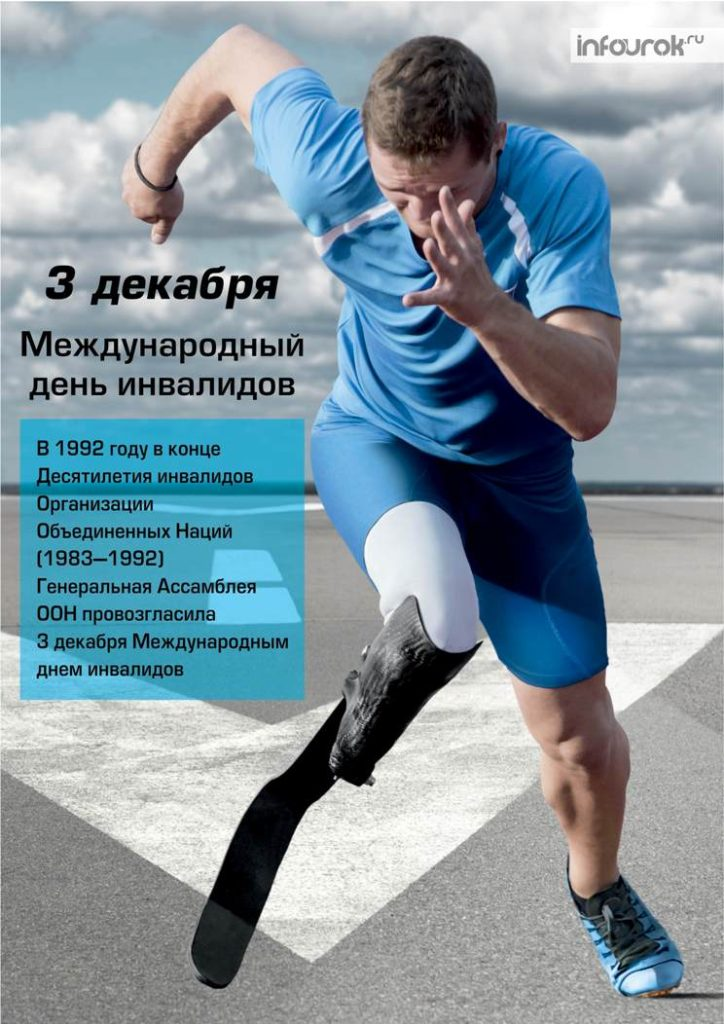 infourok.ru
3 декабря
Международный
день инвалидов
В 1992 году в конце
Десятилетия инвалидов
Организации
Объединенных Наций
(1983—1992)
Генеральная Ассамблея
ООН провозгласила
3 декабря Международным
днем инвалидов